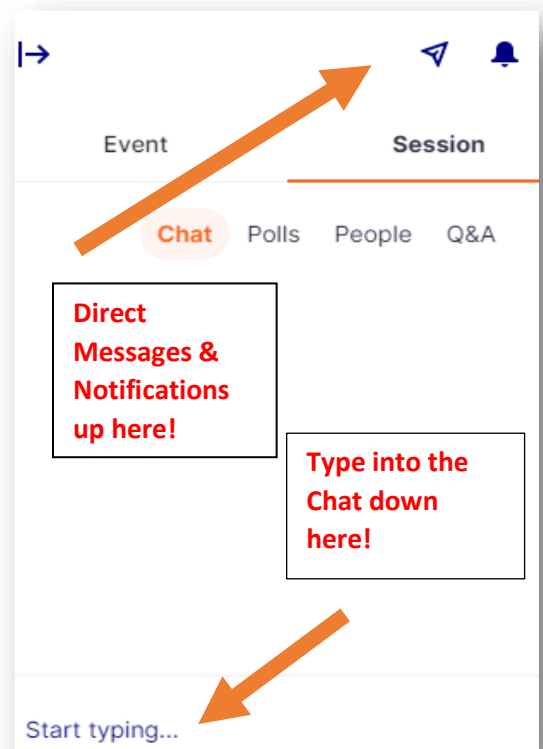 Event Session
Chat Polls People Q&A
Direct
Messages &
Notifications
up here!
Type into the
Chat down
here!
Start typing...